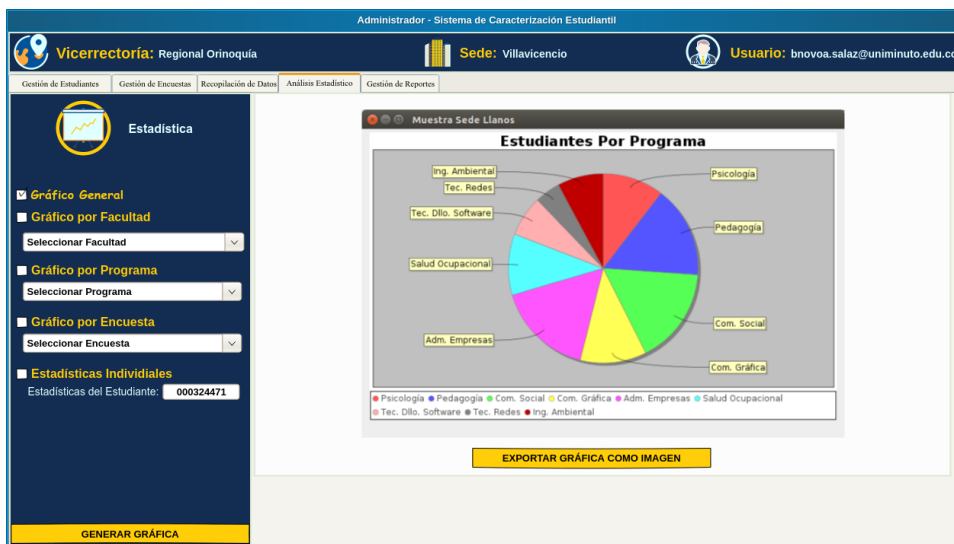 Administrador - Sistema de Caracterización Estudiantil
Vicerrectoría: Regional Orinoquía
Sede: Villavicencio
Usuario: bnovoa.salaz@uniminuto.edu.co
Gestión de Estudiantes
Gestión de Encuestas
Recopilación de Datos
Análisis Estadístico
Gestión de Reportes
Estadística
Gráfico General
Gráfico por Facultad
Seleccionar Facultad
Gráfico por Programa
Seleccionar Programa
Gráfico por Encuesta
Seleccionar Encuesta
Estadísticas Individiales
Estadísticas del Estudiante: 000324471
GENERAR GRÁFICA
Muestra Sede Llanos
Estudiantes Por Programa
Ing. Ambiental
Psicología
Tec. Redes
Tec. Dllo. Software
Pedagogía
Salud Ocupacional
Com. Social
Adm. Empresas
Com. Gráfica
Psicología Pedagogía Com. Social Com. Gráfica Adm. Empresas Salud Ocupacional
Tec. Dllo. Software Tec. Redes Ing. Ambiental
EXPORTAR GRÁFICA COMO IMAGEN